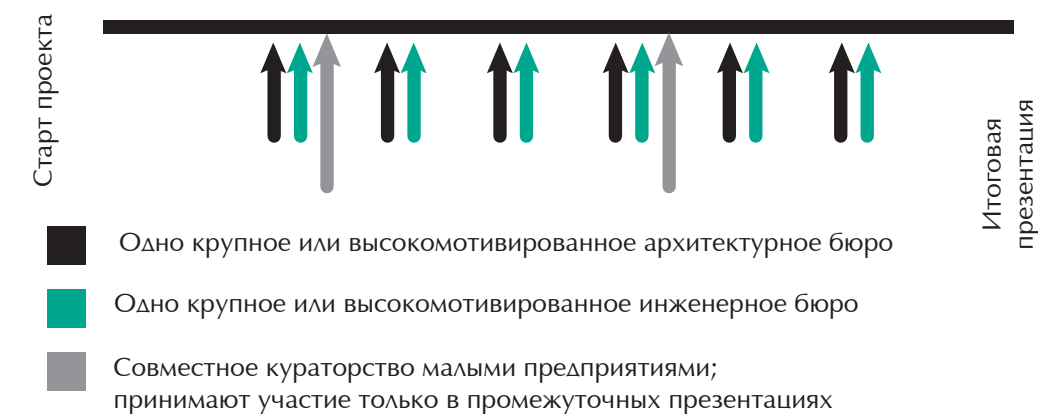 Старт проекта
Итоговая
презентация
Одно крупное или высокомотивированное архитектурное бюро
Одно крупное или высокомотивированное инженерное бюро
Совместное кураторство малыми предприятиями;
принимают участие только в промежуточных презентациях